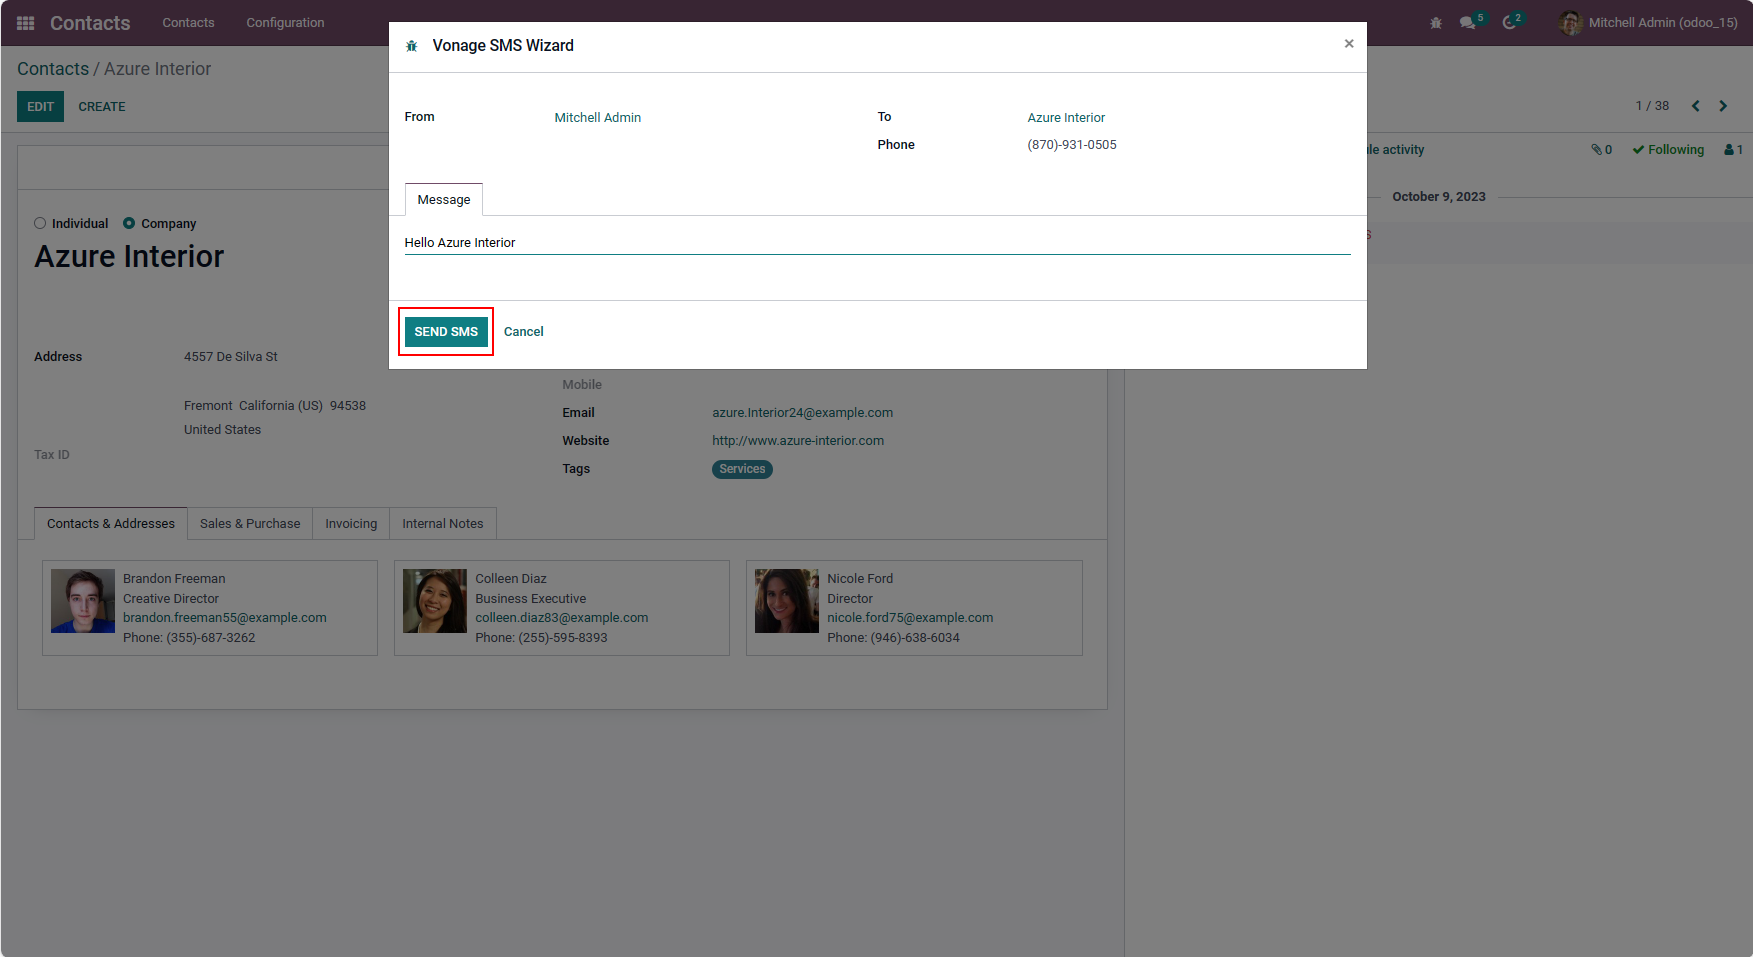 Contacts Contacts Configuration 5 2 Mitchell Admin (odoo_15)
Vonage SMS Wizard ×
Contacts / Azure Interior
EDIT CREATE
1 / 38
From Mitchell Admin To Azure Interior
Phone (870)-931-0505
le activity 0 Following 1
October 9, 2023
Message
Individual Company
S
Hello Azure Interior
Azure Interior
SEND SMS Cancel
Address 4557 De Silva St
Mobile
Fremont California (US) 94538
Email azure.Interior24@example.com
United States
Website http://www.azure-interior.com
Tax ID
Tags Services
Contacts & Addresses Sales & Purchase Invoicing Internal Notes
Brandon Freeman
Creative Director
brandon.freeman55@example.com
Phone: (355)-687-3262
Colleen Diaz
Business Executive
colleen.diaz83@example.com
Phone: (255)-595-8393
Nicole Ford
Director
nicole.ford75@example.com
Phone: (946)-638-6034